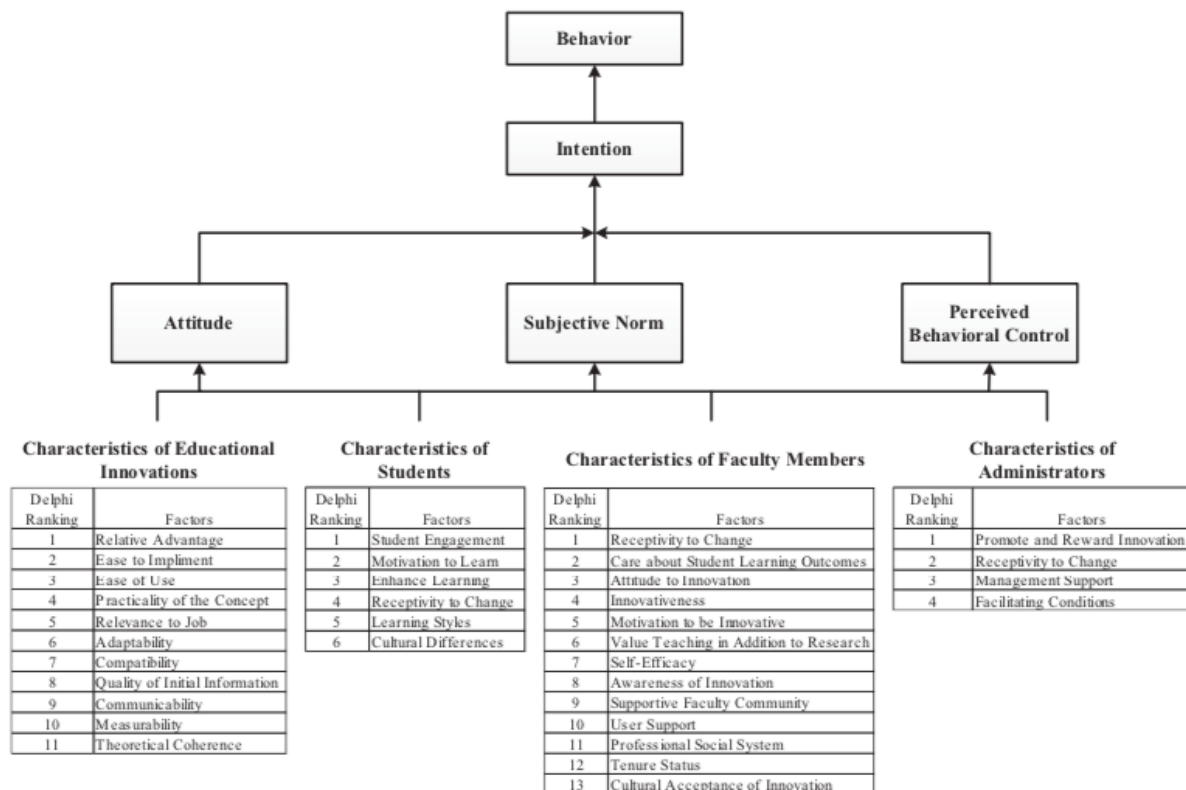 Behavior
Intention
Attitude
Subjective Norm
Perceived
Behavioral Control
Characteristics of Educational
Innovations
Delphi
Ranking Factors
1 Relative Advantage
2 Ease to Impliment
3 Ease of Use
4 Practicality of the Concept
5 Relevance to Job
6 Adaptability
7 Compatibility
8 Quality of Initial Information
9 Communicability
10 Measurability
11 Theoretical Coherence
Characteristics of
Students
Delphi
Ranking Factors
1 Student Engagement
2 Motivation to Learn
3 Enhance Learning
4 Receptivity to Change
5 Learning Styles
6 Cultural Differences
Characteristics of Faculty Members
Delphi
Ranking Factors
1 Receptivity to Change
2 Care about Student Learning Outcomes
3 Attitude to Innovation
4 Innovativeness
5 Motivation to be Innovative
6 Value Teaching in Addition to Research
7 Self-Efficacy
8 Awareness of Innovation
9 Supportive Faculty Community
10 User Support
11 Professional Social System
12 Tenure Status
13 Cultural Acceptance of Innovation
Characteristics of
Administrators
Delphi
Ranking Factors
1 Promote and Reward Innovation
2 Receptivity to Change
3 Management Support
4 Facilitating Conditions